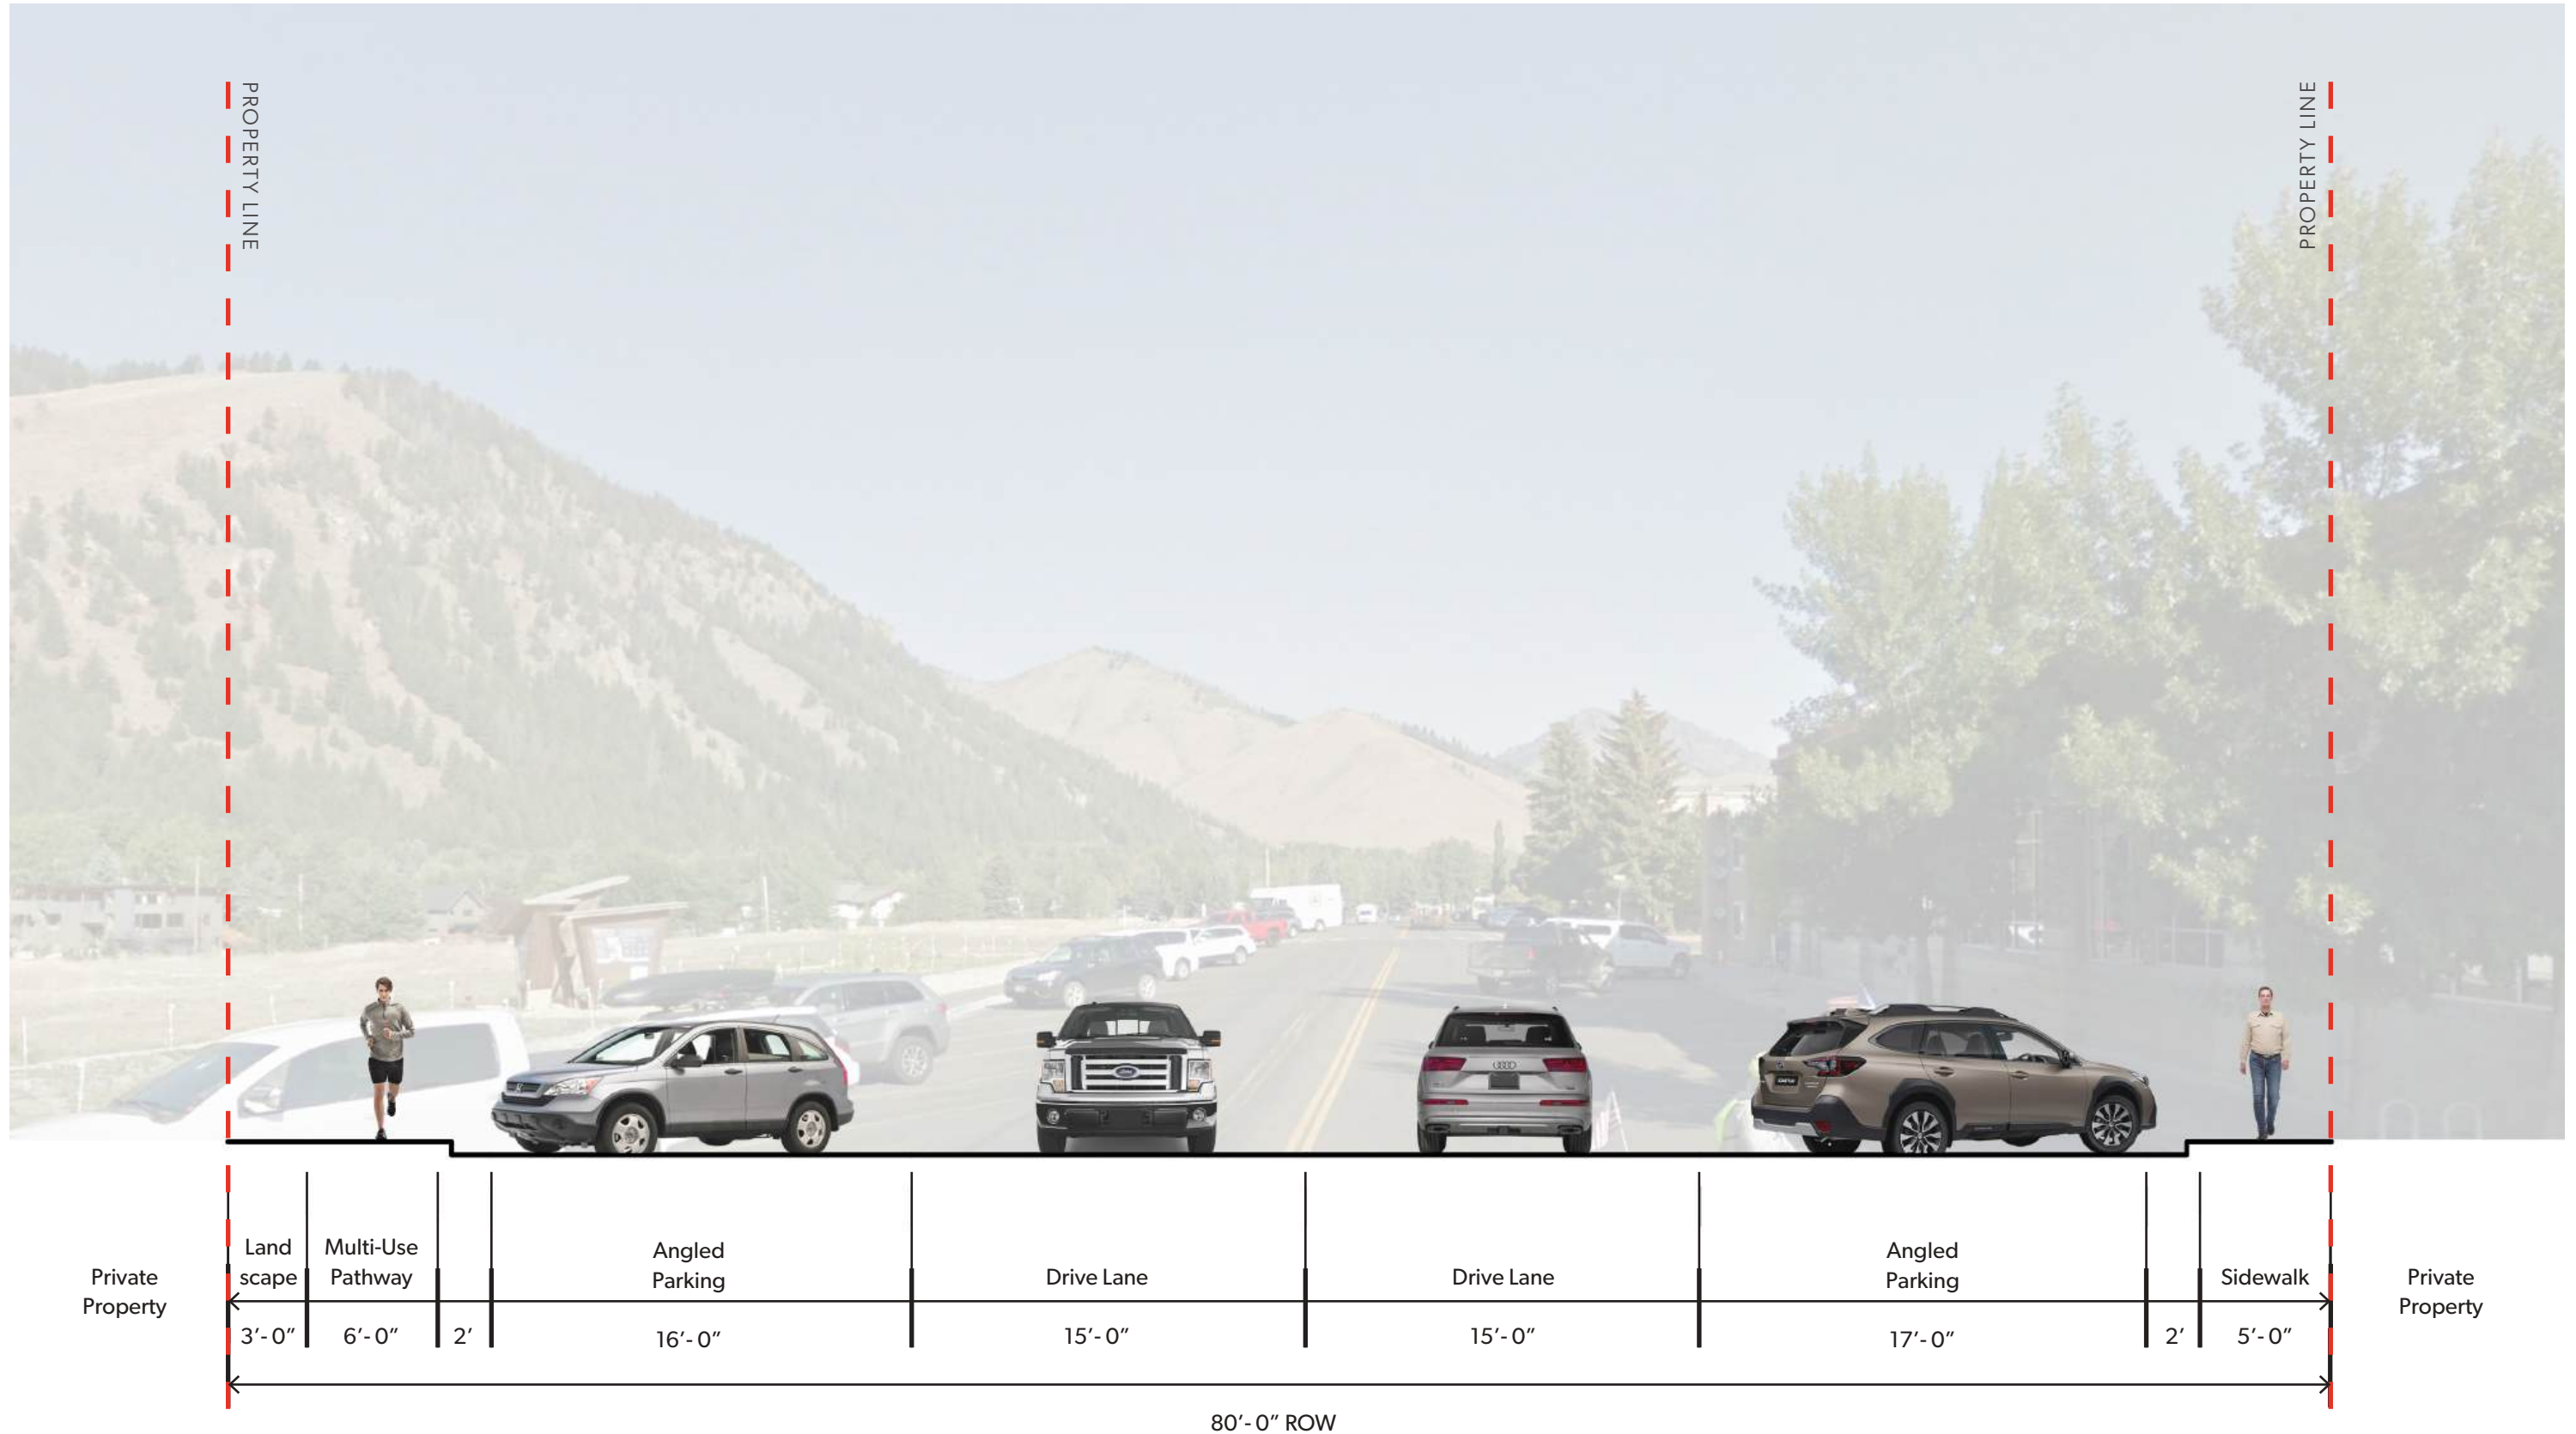 PROPERTY LINE
PROPERTY LINE
Private
Property
Land
scape
Multi-Use
Pathway
Angled
Parking
Drive Lane
Drive Lane
Angled
Parking
Sidewalk
Private
Property
3'-0"
6'-0"
2'
16'-0"
15'-0"
15'-0"
17'-0"
2'
5'-0"
80'-0" ROW